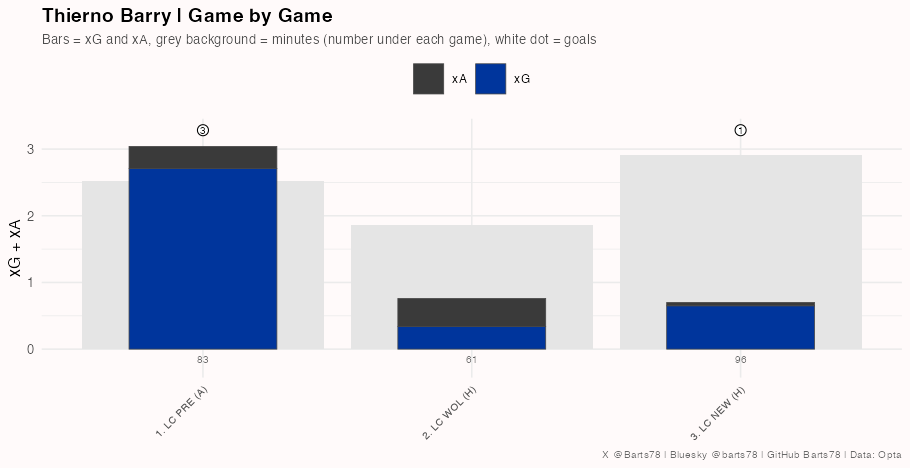 Thierno Barry | Game by Game
Bars = xG and xA, grey background = minutes (number under each game), white dot = goals
xA xG
3 1
xG + xA
3
2
1
0
83 61 96
1. LC PRE (A) 2. LC WOL (H) 3. LC NEW (H)
X @Barts78 | Bluesky @barts78 | GitHub Barts78 | Data: Opta